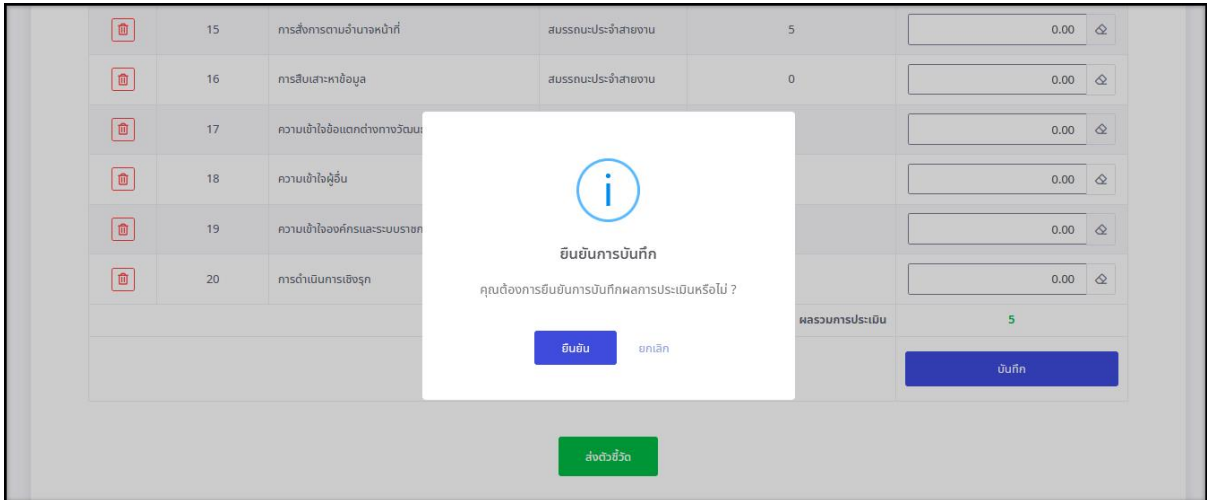 15 การสั่งการตามอำนาจหน้าที่ สมรรถนะประจำสายงาน 5 0.00
16 การสืบเสาะหาข้อมูล สมรรถนะประจำสายงาน 0 0.00
17 ความเข้าใจข้อแตกต่างทางวัฒนธ 0.00
18 ความเข้าใจผู้อื่น 0.00
19 ความเข้าใจองค์กรและระบบราชก 0.00
20 การดำเนินการเชิงรุก 0.00
ยืนยันการบันทึก
คุณต้องการยืนยันการบันทึกผลการประเมินหรือไม่ ?
ยืนยัน ยกเลิก
ผลรวมการประเมิน 5
บันทึก
ส่งตัวชี้วัด